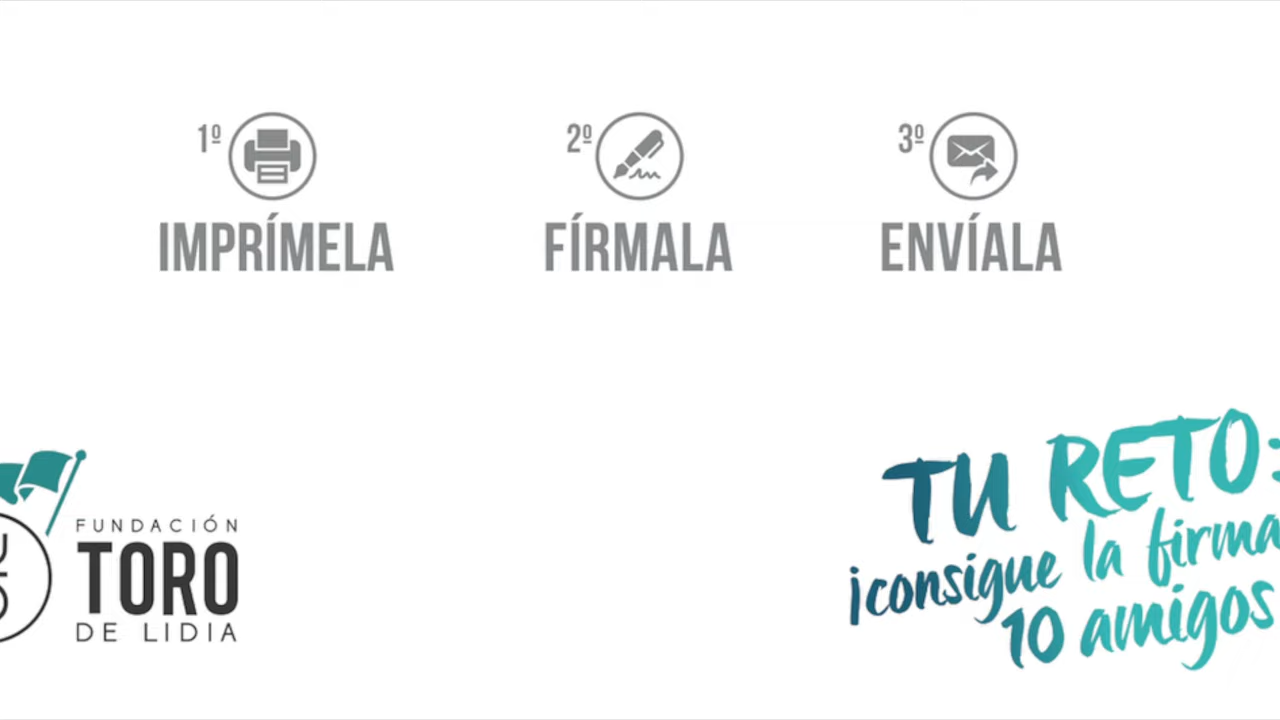 1º
IMPRÍMELA
2º
FÍRMALA
3º
ENVÍALA
FUNDACIÓN
TORO
DE LIDIA
TU RETO:
¡consigue la firma
10 amigos